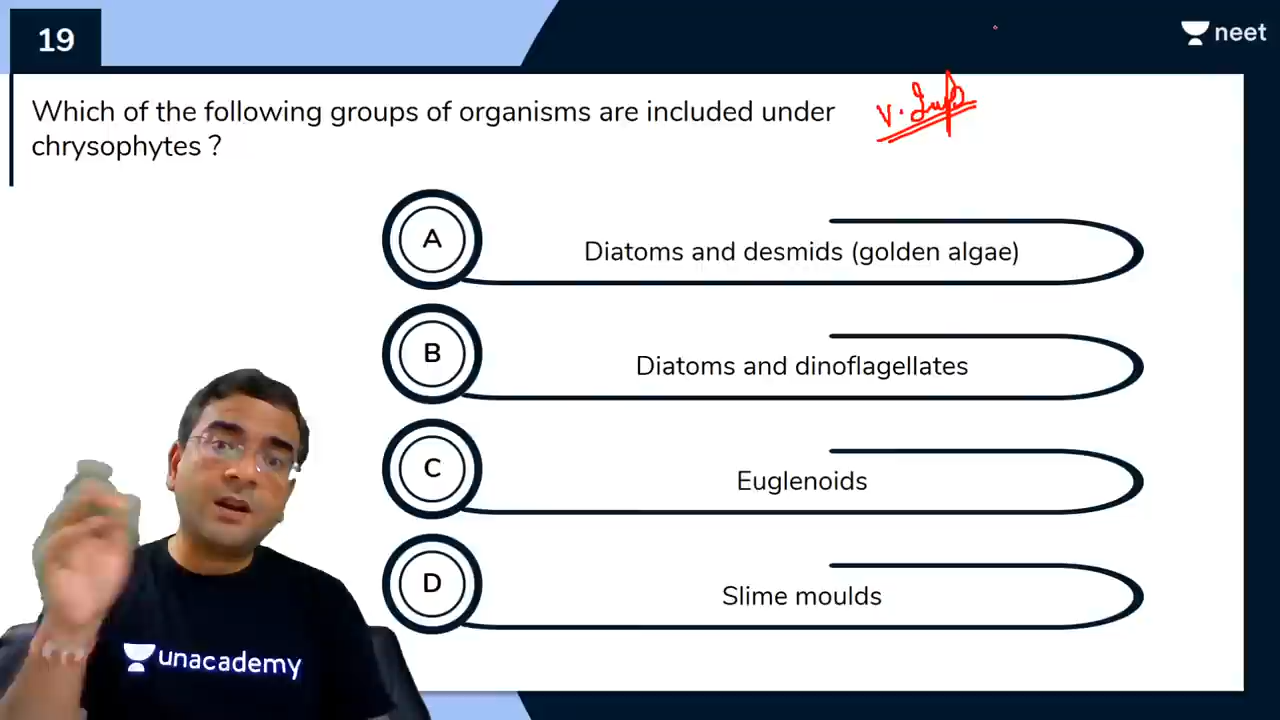 19
neet
Which of the following groups of organisms are included under
chrysophytes ?
V. Imp
A
Diatoms and desmids (golden algae)
B
Diatoms and dinoflagellates
C
Euglenoids
D
Slime moulds
unacademy